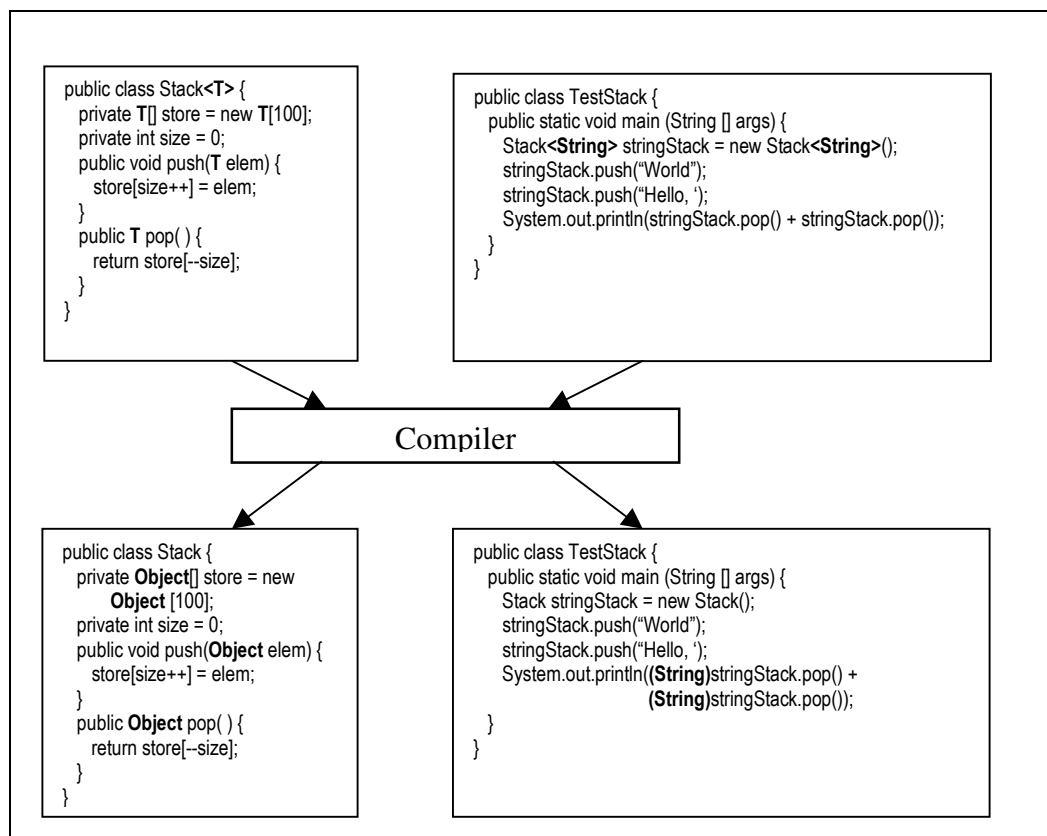 public class Stack<T> {
private T[] store = new T[100];
private int size = 0;
public void push(T elem) {
store[size++] = elem;
}
public T pop( ) {
return store[--size];
}
}
public class TestStack {
public static void main (String [] args) {
Stack<String> stringStack = new Stack<String>();
stringStack.push(“World”);
stringStack.push(“Hello, ‘);
System.out.println(stringStack.pop() + stringStack.pop());
}
}
Compiler
public class Stack {
private Object[] store = new
Object [100];
private int size = 0;
public void push(Object elem) {
store[size++] = elem;
}
public Object pop( ) {
return store[--size];
}
}
public class TestStack {
public static void main (String [] args) {
Stack stringStack = new Stack();
stringStack.push(“World”);
stringStack.push(“Hello, ‘);
System.out.println((String)stringStack.pop() +
(String)stringStack.pop());
}
}